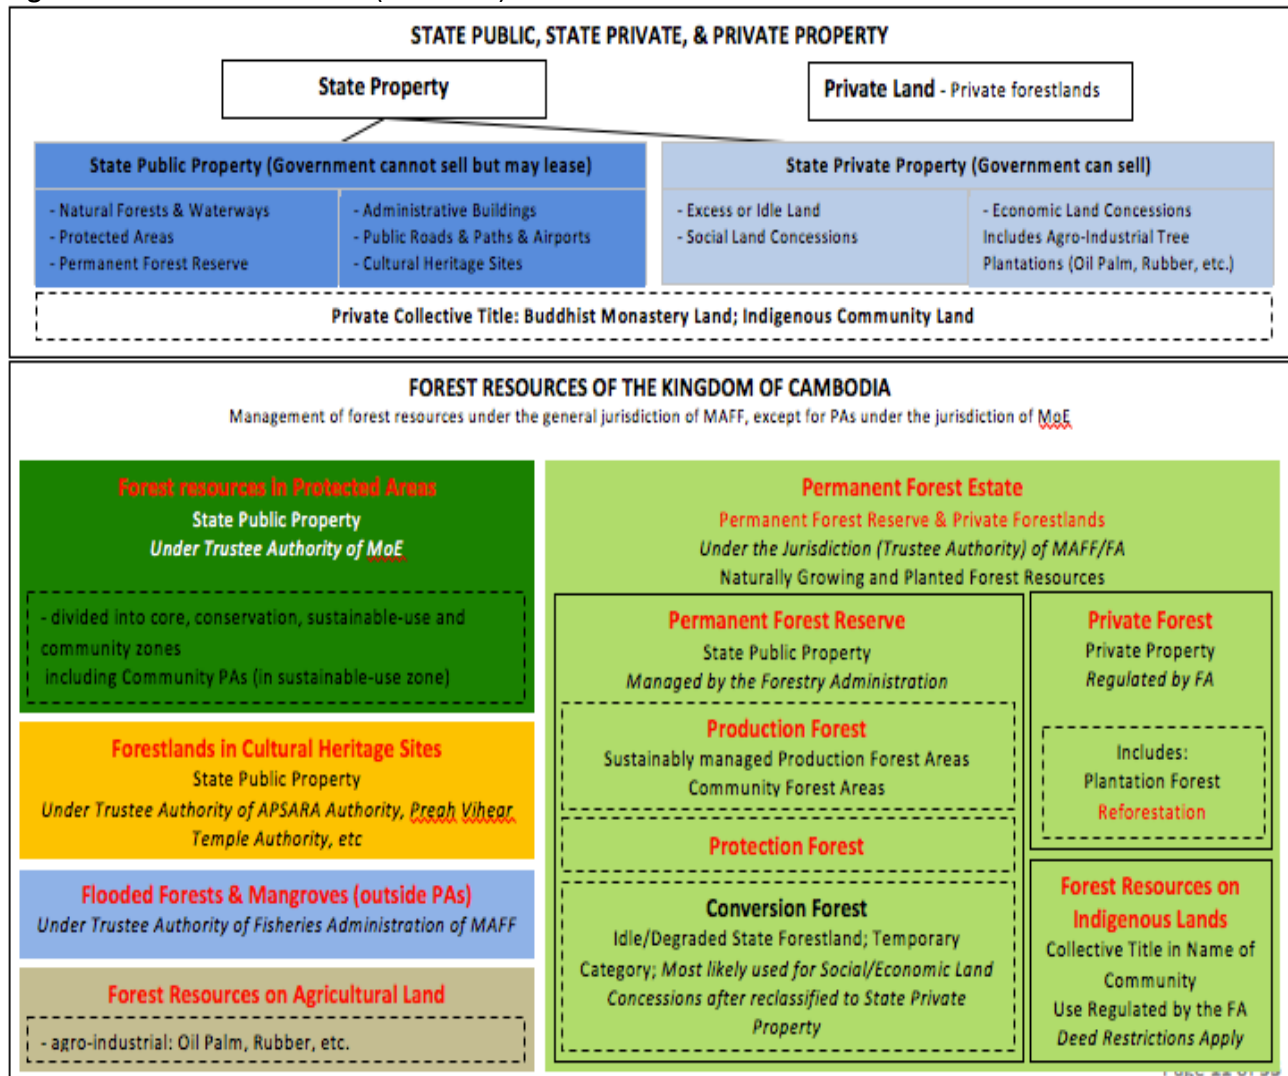 STATE PUBLIC, STATE PRIVATE, & PRIVATE PROPERTY
State Property
Private Land - Private forestlands
State Public Property (Government cannot sell but may lease)
- Natural Forests & Waterways
- Protected Areas
- Permanent Forest Reserve
- Administrative Buildings
- Public Roads & Paths & Airports
- Cultural Heritage Sites
State Private Property (Government can sell)
- Excess or Idle Land
- Social Land Concessions
- Economic Land Concessions
Includes Agro-Industrial Tree
Plantations (Oil Palm, Rubber, etc.)
Private Collective Title: Buddhist Monastery Land; Indigenous Community Land
FOREST RESOURCES OF THE KINGDOM OF CAMBODIA
Management of forest resources under the general jurisdiction of MAFF, except for PAs under the jurisdiction of MoE
Forest resources in Protected Areas
State Public Property
Under Trustee Authority of MoE
- divided into core, conservation, sustainable-use and
community zones
including Community PAs (in sustainable-use zone)
Forestlands in Cultural Heritage Sites
State Public Property
Under Trustee Authority of APSARA Authority, Preah Vihear
Temple Authority, etc
Flooded Forests & Mangroves (outside PAs)
Under Trustee Authority of Fisheries Administration of MAFF
Forest Resources on Agricultural Land
- agro-industrial: Oil Palm, Rubber, etc.
Permanent Forest Estate
Permanent Forest Reserve & Private Forestlands
Under the Jurisdiction (Trustee Authority) of MAFF/FA
Naturally Growing and Planted Forest Resources
Permanent Forest Reserve
State Public Property
Managed by the Forestry Administration
Production Forest
Sustainably managed Production Forest Areas
Community Forest Areas
Protection Forest
Conversion Forest
Idle/Degraded State Forestland; Temporary
Category; Most likely used for Social/Economic Land
Concessions after reclassified to State Private
Property
Private Forest
Private Property
Regulated by FA
Includes:
Plantation Forest
Reforestation
Forest Resources on
Indigenous Lands
Collective Title in Name of
Community
Use Regulated by the FA
Deed Restrictions Apply